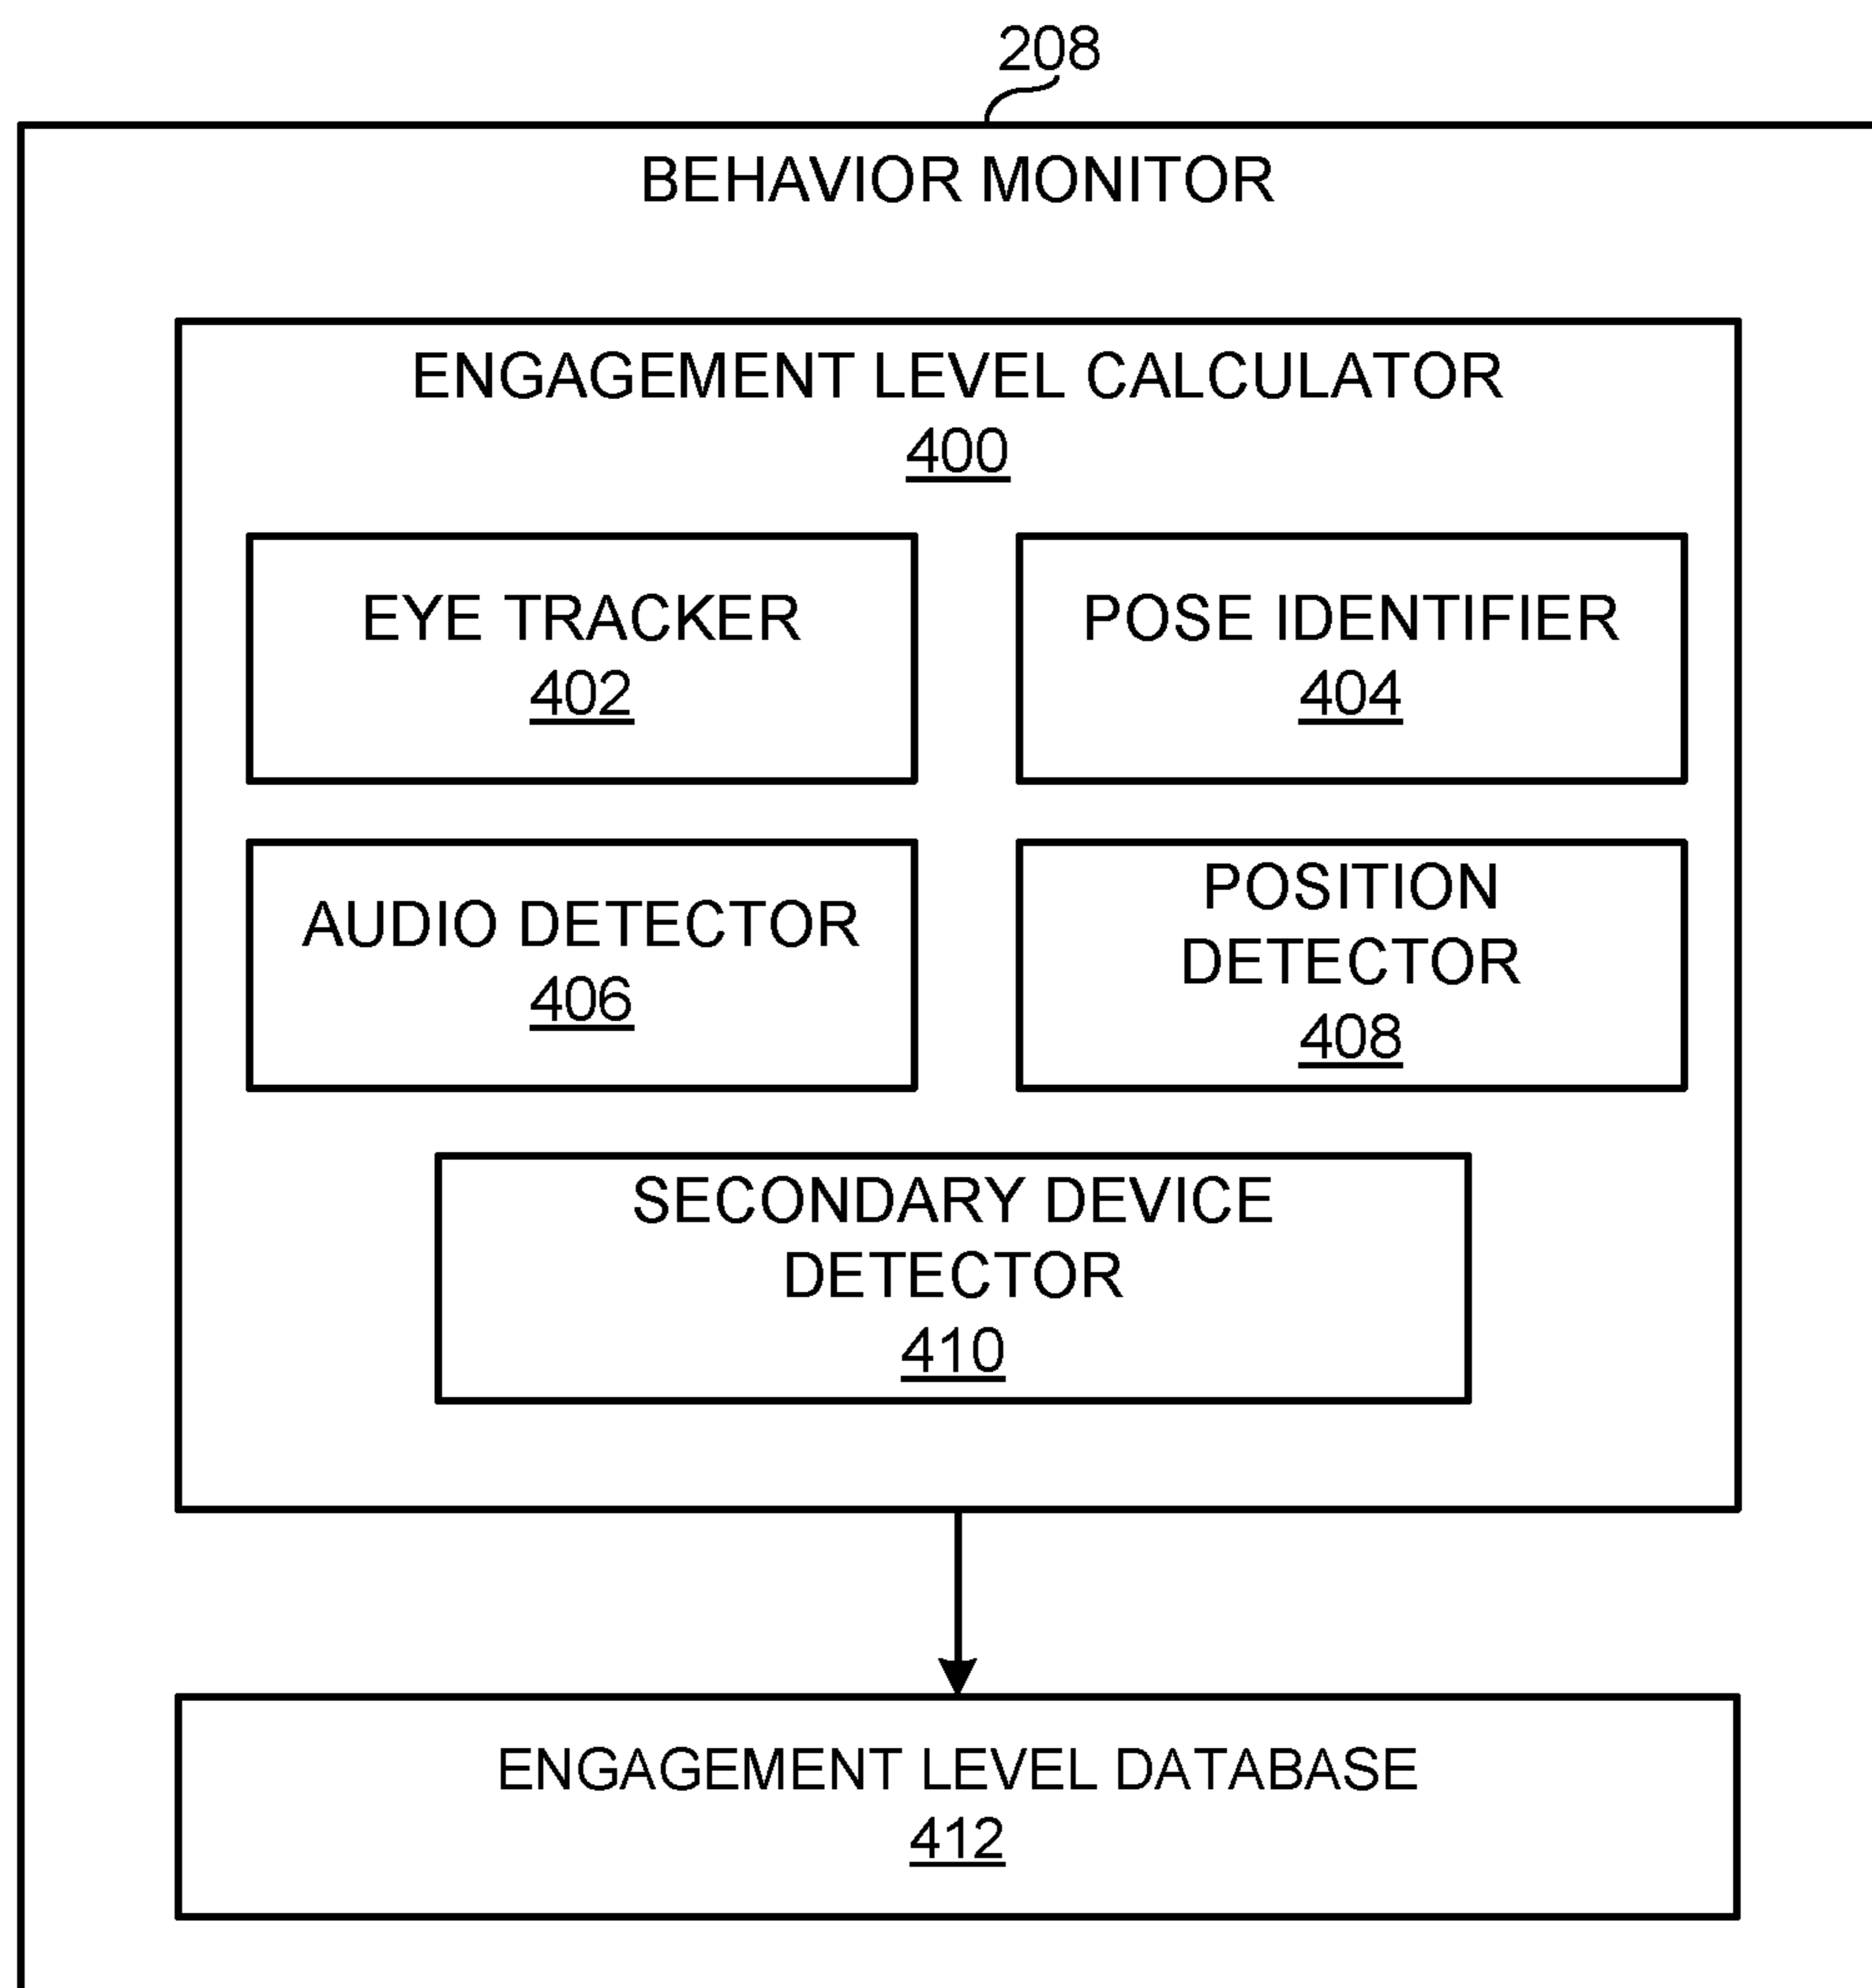 208
BEHAVIOR MONITOR
ENGAGEMENT LEVEL CALCULATOR
400
EYE TRACKER
402
POSE IDENTIFIER
404
AUDIO DETECTOR
406
POSITION
DETECTOR
408
SECONDARY DEVICE
DETECTOR
410
ENGAGEMENT LEVEL DATABASE
412